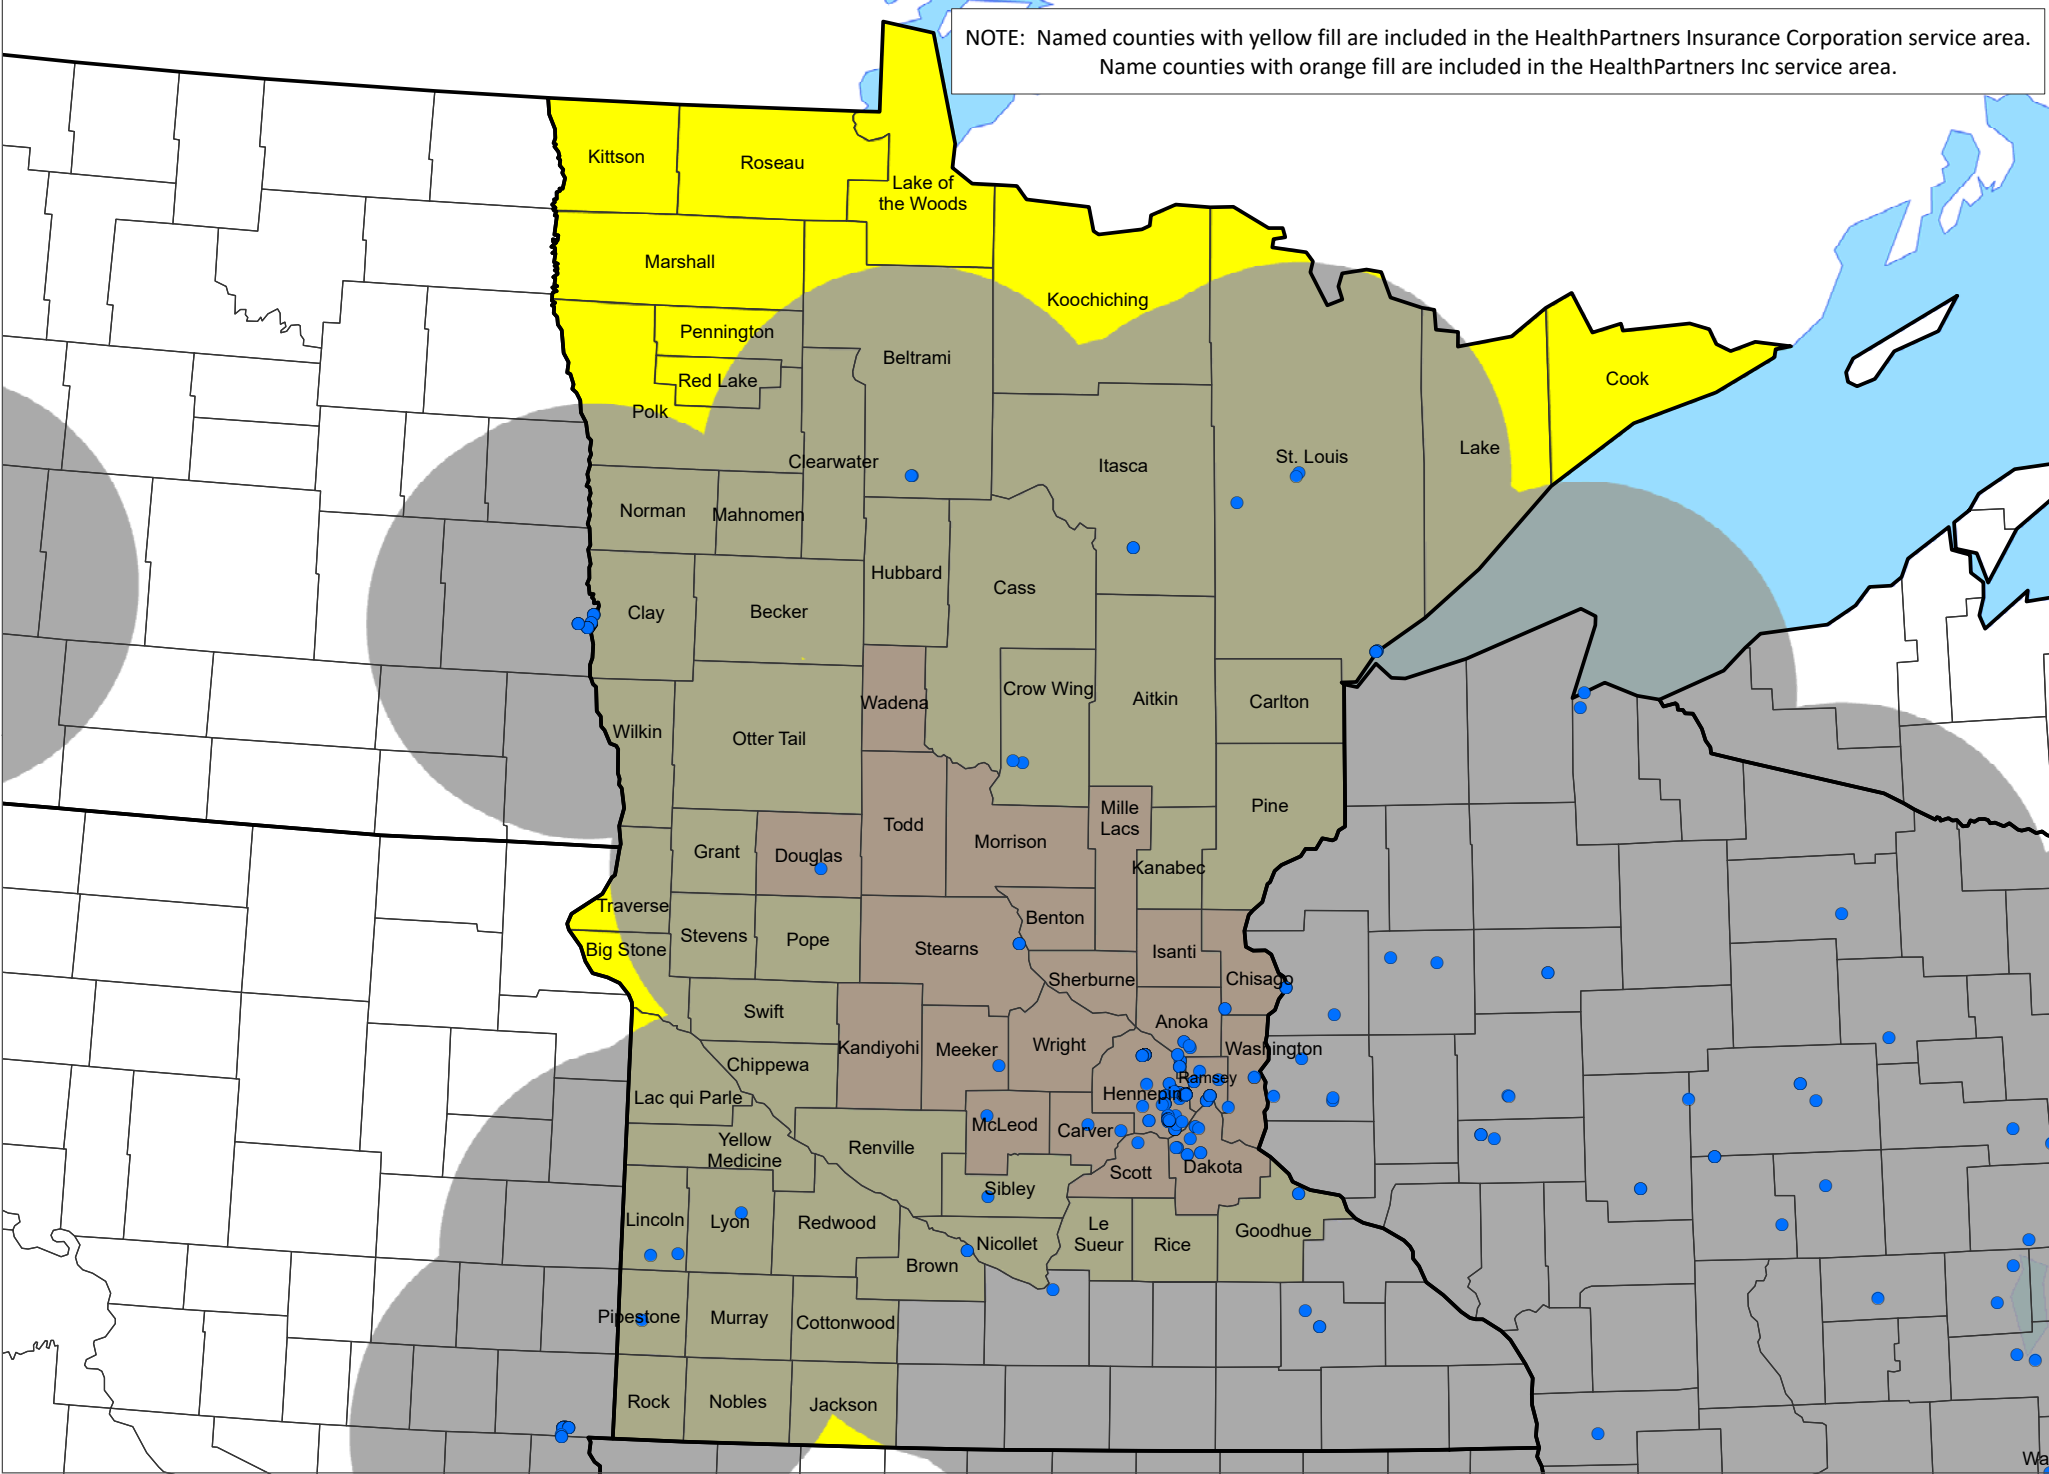 NOTE:  Named counties with yellow fill are included in the HealthPartners Insurance Corporation service area.
Name counties with orange fill are included in the HealthPartners Inc service area.
Kittson
Roseau
Lake of
the Woods
Marshall
Koochiching
Pennington
Beltrami
Red Lake
Cook
Polk
Lake
St. Louis
Clearwater
Itasca
Norman
Mahnomen
Hubbard
Cass
Clay
Becker
Crow Wing
Wadena
Aitkin
Carlton
Wilkin
Otter Tail
Mille
Lacs
Pine
Todd
Morrison
Grant
Douglas
Kanabec
Traverse
Benton
Stevens
Pope
Stearns
Big Stone
Isanti
Sherburne
Chisago
Swift
Anoka
Kandiyohi
Meeker
Wright
Washington
Chippewa
Ramsey
Hennepin
Lac qui Parle
McLeod
Carver
Yellow
Medicine
Renville
Scott
Dakota
Sibley
Lincoln
Lyon
Redwood
Le
Sueur
Rice
Goodhue
Nicollet
Brown
Pipestone
Murray
Cottonwood
Rock
Nobles
Jackson
Wa